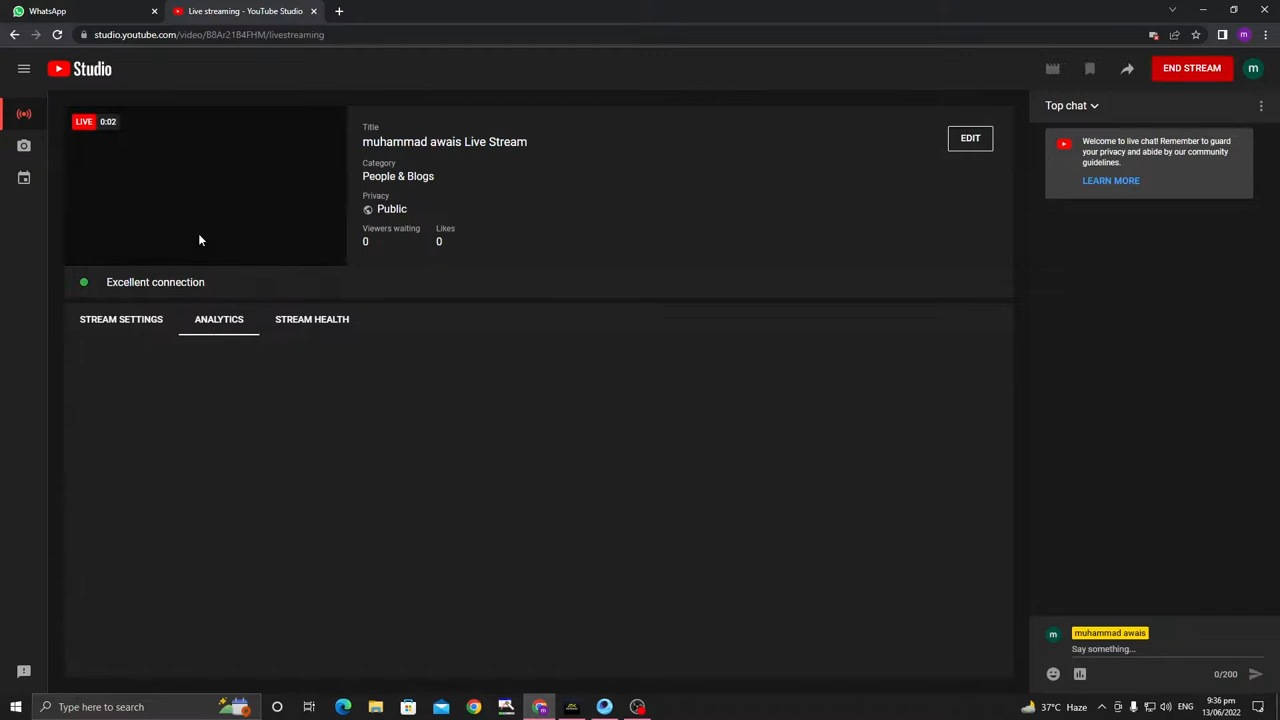 WhatsApp
Live streaming - YouTube Studio
studio.youtube.com/video/B8Ar21B4FHM/livestreaming
Studio
END STREAM
m
LIVE 0:02
Title
muhammad awais Live Stream
EDIT
Category
People & Blogs
Privacy
Public
Viewers waiting Likes
0 0
Excellent connection
STREAM SETTINGS ANALYTICS STREAM HEALTH
Top chat
Welcome to live chat! Remember to guard
your privacy and abide by our community
guidelines.
LEARN MORE
m muhammad awais
Say something...
0/200
Type here to search
37°C Haze
ENG
9:36 pm
13/06/2022